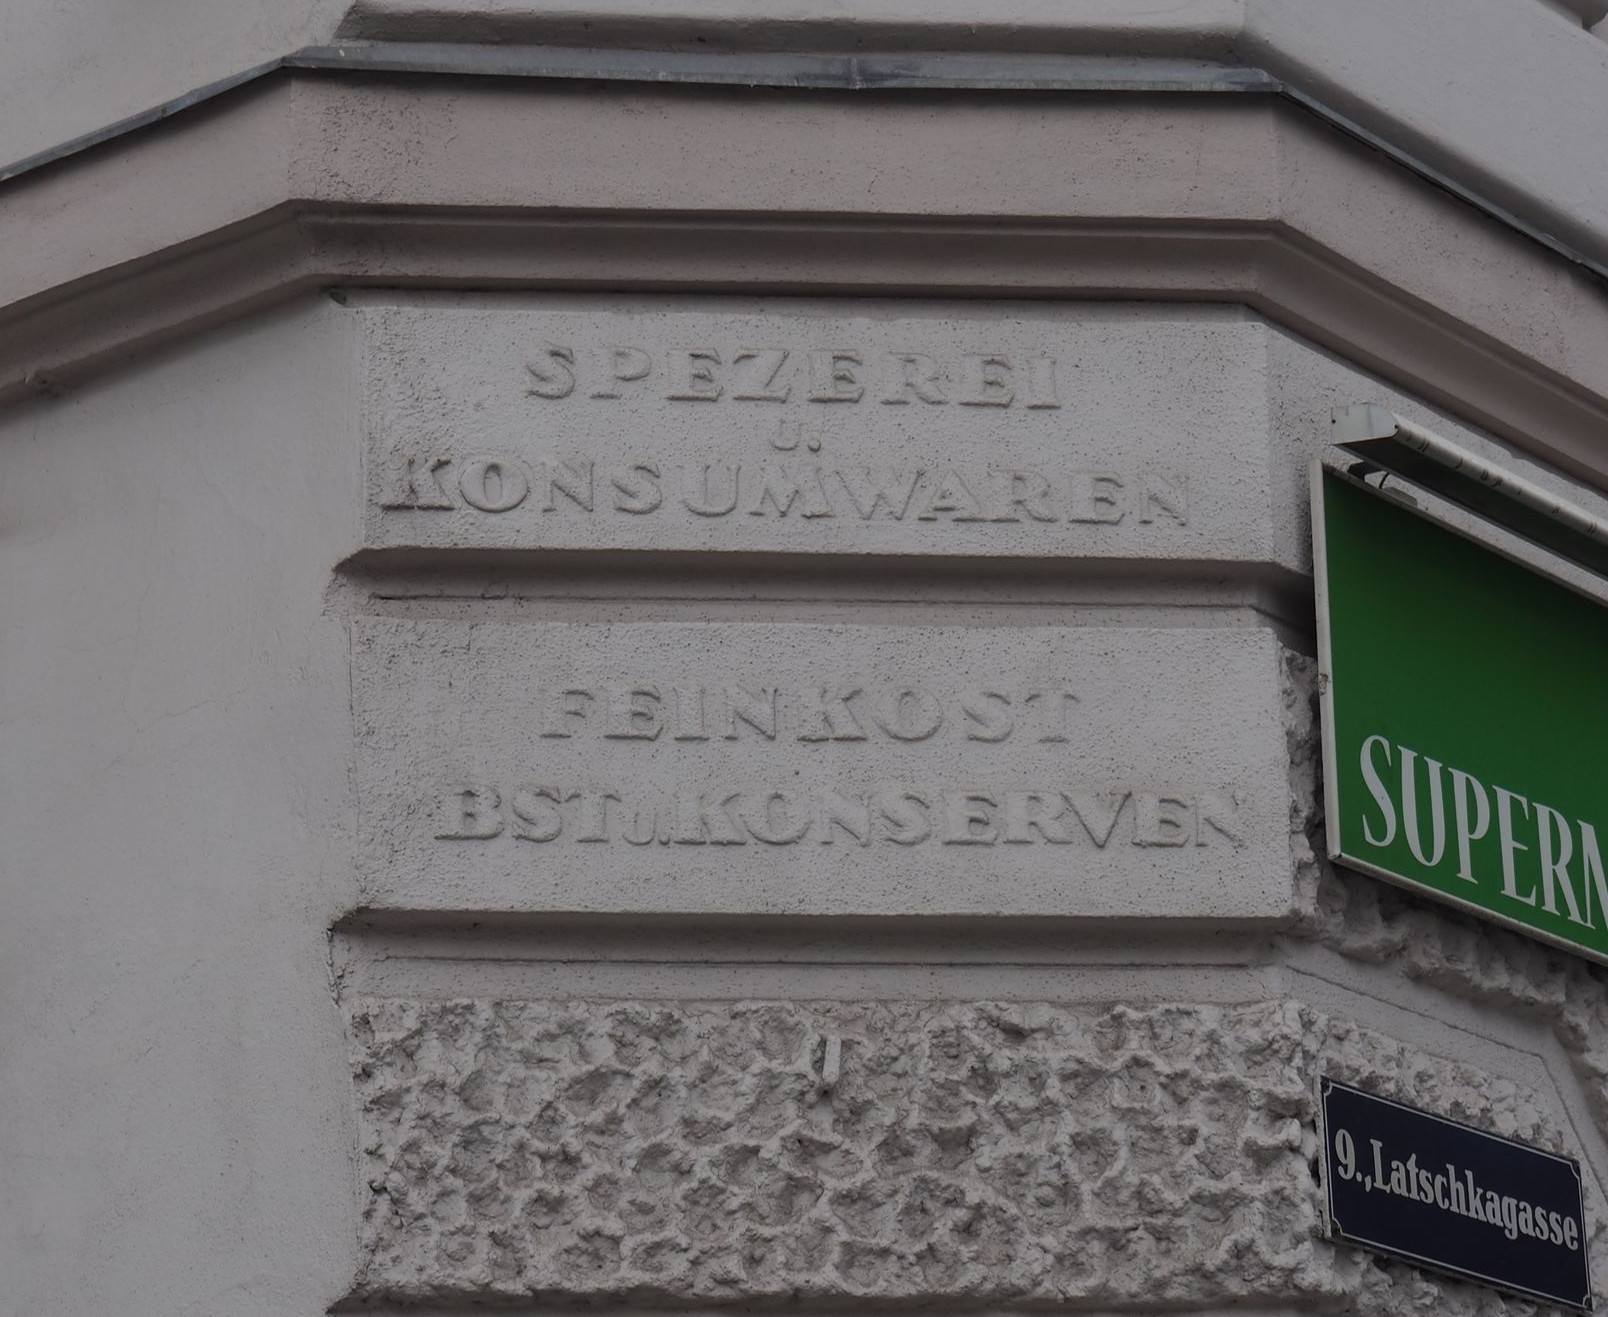 SPEZEREI
u.
KONSUMWAREN
FEINKOST
BST u. KONSERVEN
SUPERM
9., Latschkagasse